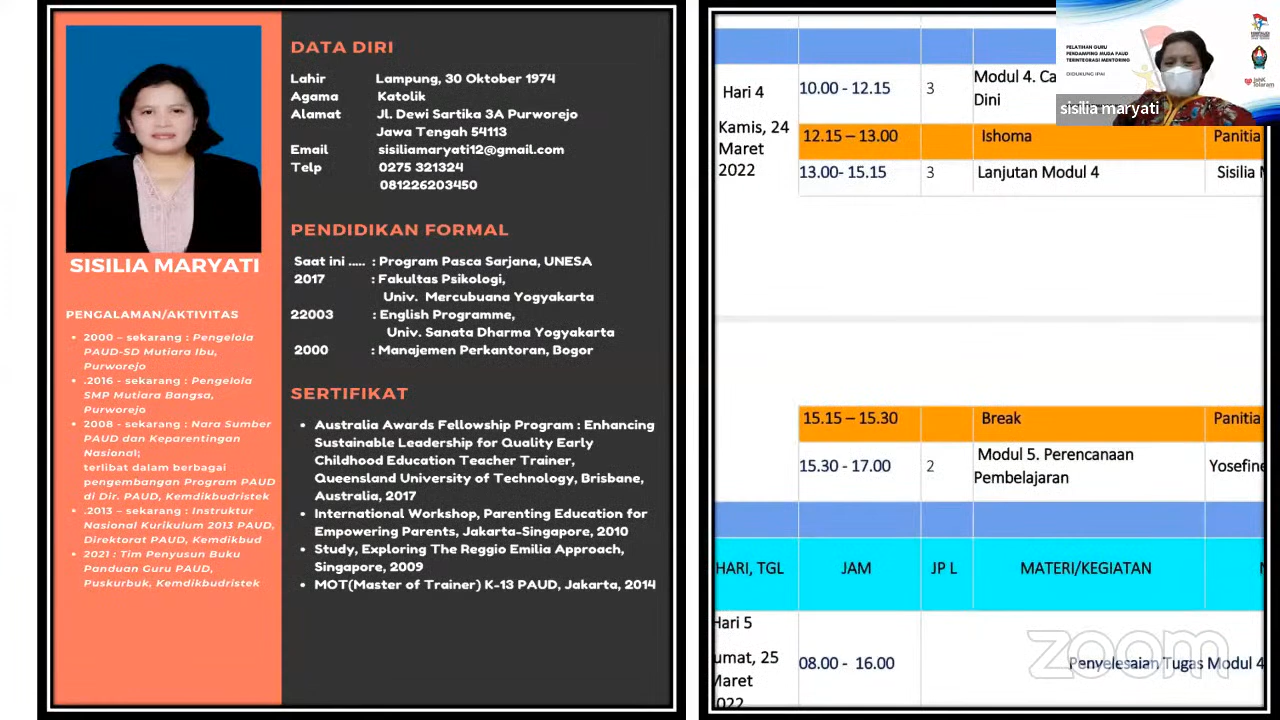 SISILIA MARYATI
PENGALAMAN/AKTIVITAS
2000 – sekarang : Pengelola
PAUD-SD Mutiara Ibu,
Purworejo
.2016 - sekarang : Pengelola
SMP Mutiara Bangsa,
Purworejo
2008 - sekarang : Nara Sumber
PAUD dan Keparentingan
Nasional;
terlibat dalam berbagai
pengembangan Program PAUD
di Dir. PAUD, Kemdikbudristek
.2013 – sekarang : Instruktur
Nasional Kurikulum 2013 PAUD,
Direktorat PAUD, Kemdikbud
2021 : Tim Penyusun Buku
Panduan Guru PAUD,
Puskurbuk, Kemdikbudristek
DATA DIRI
Lahir Lampung, 30 Oktober 1974
Agama Katolik
Alamat Jl. Dewi Sartika 3A Purworejo
Jawa Tengah 54113
Email sisiliamaryati12@gmail.com
Telp 0275 321324
081226203450
PENDIDIKAN FORMAL
Saat ini ..... : Program Pasca Sarjana, UNESA
2017 : Fakultas Psikologi,
Univ. Mercubuana Yogyakarta
22003 : English Programme,
Univ. Sanata Dharma Yogyakarta
2000 : Manajemen Perkantoran, Bogor
SERTIFIKAT
Australia Awards Fellowship Program : Enhancing
Sustainable Leadership for Quality Early
Childhood Education Teacher Trainer,
Queensland University of Technology, Brisbane,
Australia, 2017
International Workshop, Parenting Education for
Empowering Parents, Jakarta-Singapore, 2010
Study, Exploring The Reggio Emilia Approach,
Singapore, 2009
MOT(Master of Trainer) K-13 PAUD, Jakarta, 2014
Hari 4
Kamis, 24
Maret
2022
10.00 - 12.15 3 Modul 4. Ca
Dini
12.15 – 13.00 Ishoma Panitia
13.00- 15.15 3 Lanjutan Modul 4 Sisilia
15.15 – 15.30 Break Panitia
15.30 - 17.00 2 Modul 5. Perencanaan Yosefine
Pembelajaran
HARI, TGL JAM JP L MATERI/KEGIATAN
Hari 5
umat, 25
Maret
2022
08.00 - 16.00 Penyelesaian Tugas Modul 4
PELATIHAN GURU
PENDAMPING MUDA PAUD
TERINTEGRASI MENTORING
DIDUKUNG IPAI
sisilia maryati
zoom